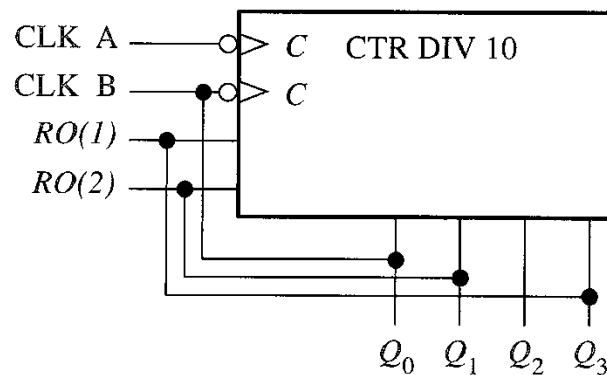 CLK A
C
CTR DIV 10
CLK B
C
RO(1)
RO(2)
Q0 Q1 Q2 Q3